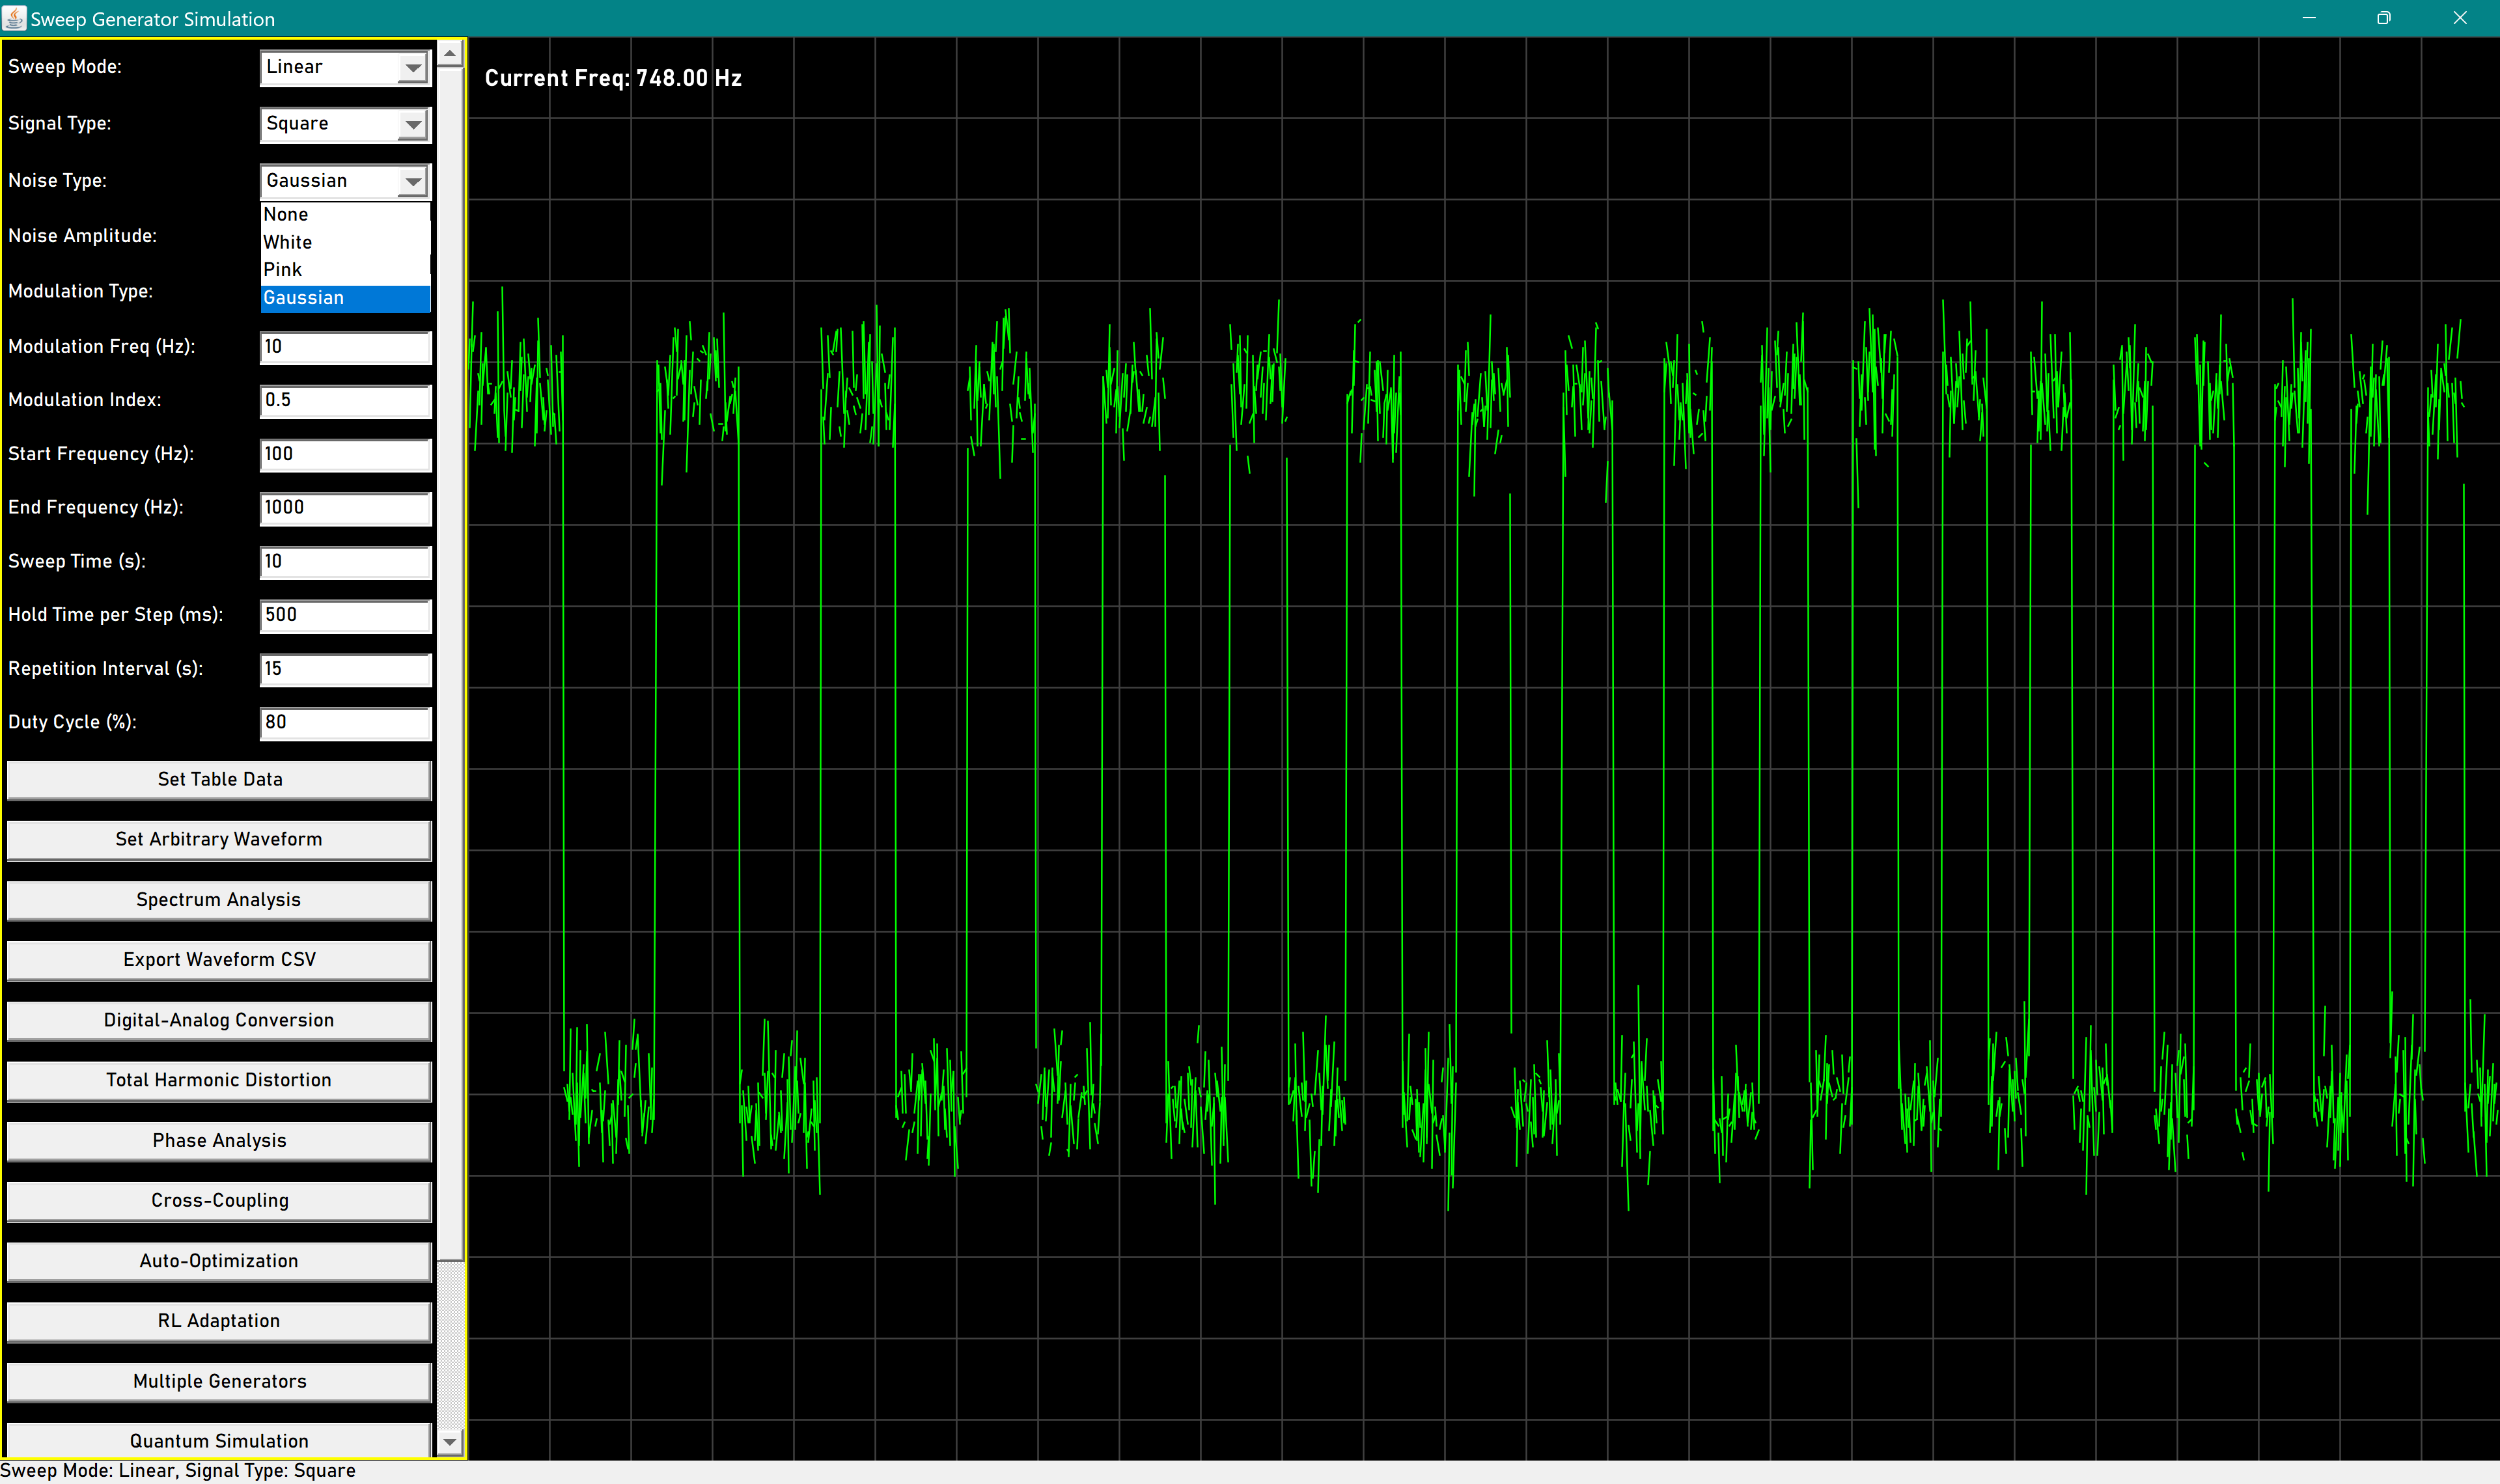 Sweep Generator Simulation
Sweep Mode: Linear
Current Freq: 748.00 Hz
Signal Type: Square
Noise Type: Gaussian
None
Noise Amplitude:
White
Pink
Modulation Type:
Gaussian
Modulation Freq (Hz): 10
Modulation Index: 0.5
Start Frequency (Hz): 100
End Frequency (Hz): 1000
Sweep Time (s): 10
Hold Time per Step (ms): 500
Repetition Interval (s): 15
Duty Cycle (%): 80
Set Table Data
Set Arbitrary Waveform
Spectrum Analysis
Export Waveform CSV
Digital-Analog Conversion
Total Harmonic Distortion
Phase Analysis
Cross-Coupling
Auto-Optimization
RL Adaptation
Multiple Generators
Quantum Simulation
Sweep Mode: Linear, Signal Type: Square